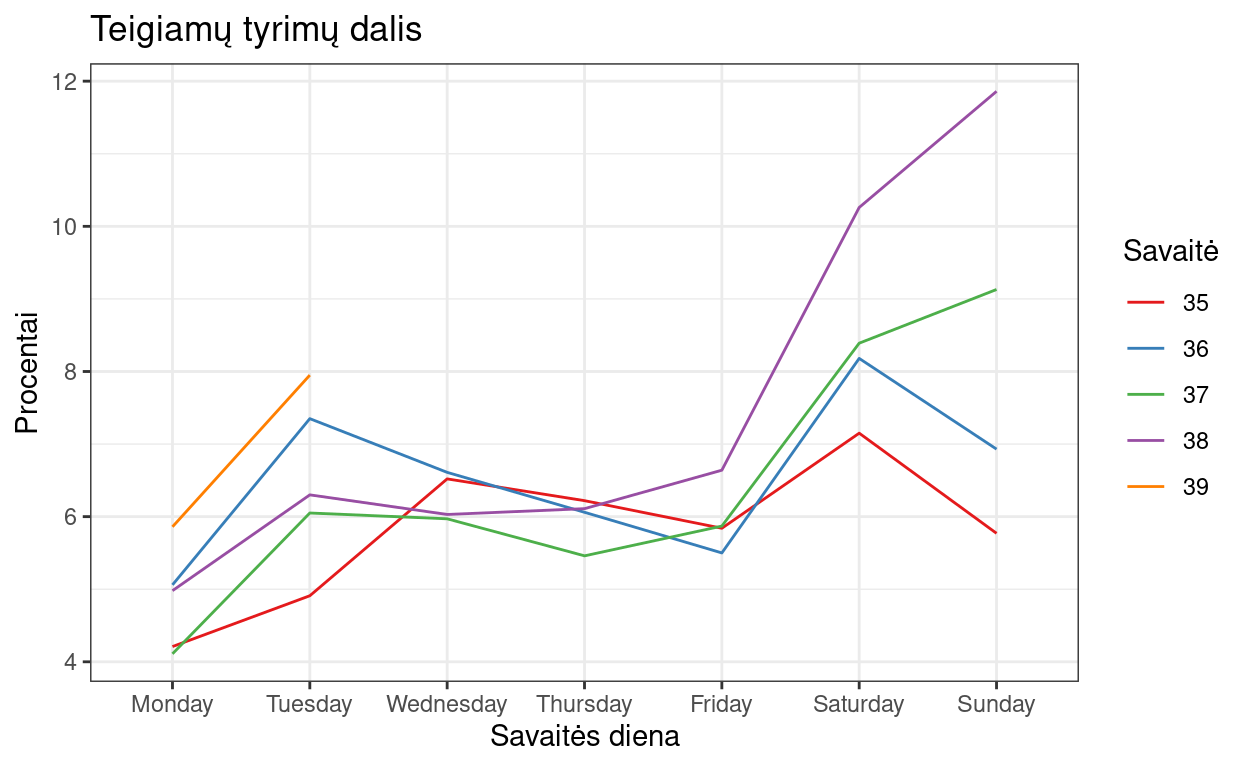 Teigiamų tyrimų dalis
12
10
8
6
4
Procentai
Monday Tuesday Wednesday Thursday Friday Saturday Sunday
Savaitės diena
Savaitė
35
36
37
38
39